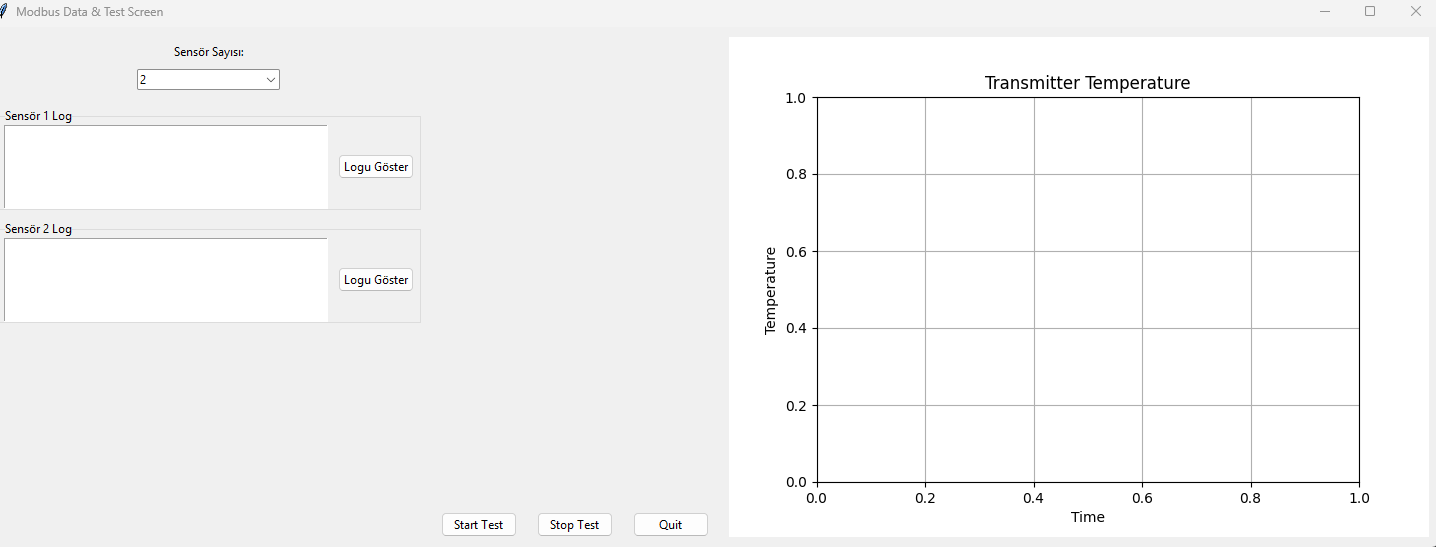 Modbus Data & Test Screen
Sensör Sayısı:
2
Sensör 1 Log
Logu Göster
Sensör 2 Log
Logu Göster
Start Test
Stop Test
Quit
Transmitter Temperature
1.0
0.8
0.6
0.4
0.2
0.0
Temperature
0.0 0.2 0.4 0.6 0.8 1.0
Time